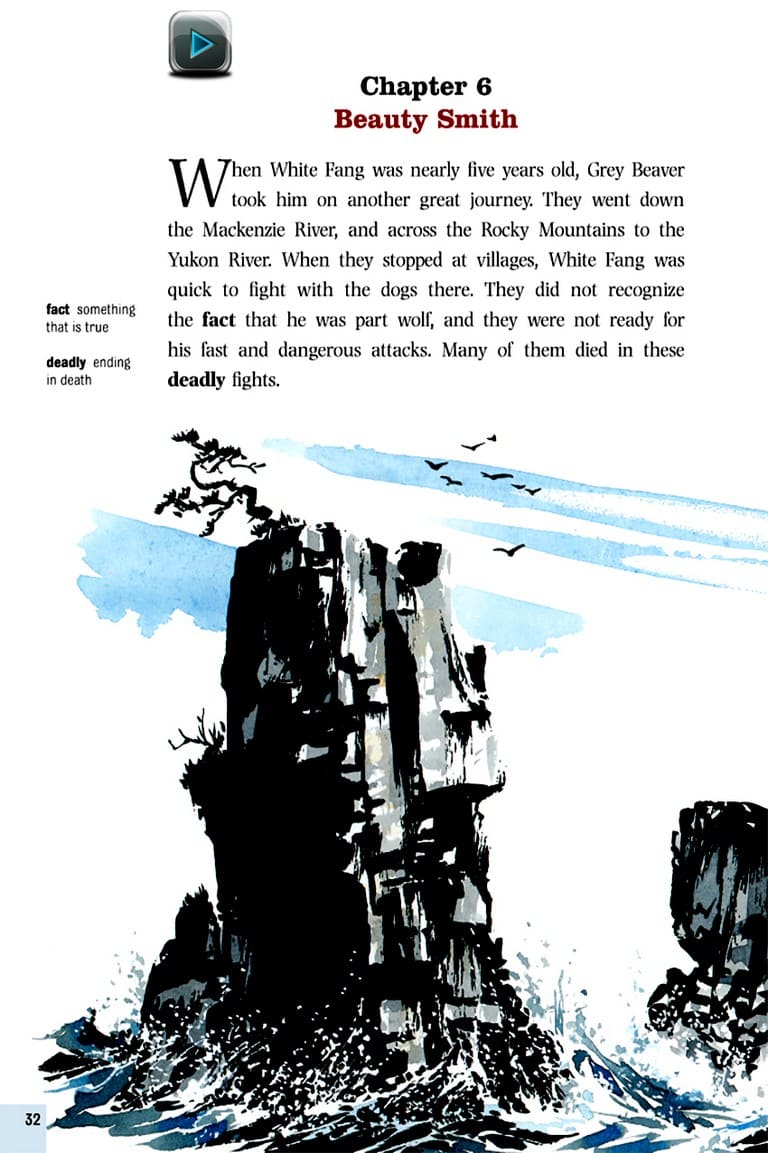 Chapter 6
Beauty Smith
When White Fang was nearly five years old, Grey Beaver
took him on another great journey. They went down
the Mackenzie River, and across the Rocky Mountains to the
Yukon River. When they stopped at villages, White Fang was
quick to fight with the dogs there. They did not recognize
the fact that he was part wolf, and they were not ready for
his fast and dangerous attacks. Many of them died in these
deadly fights.
fact something
that is true
deadly ending
in death
32